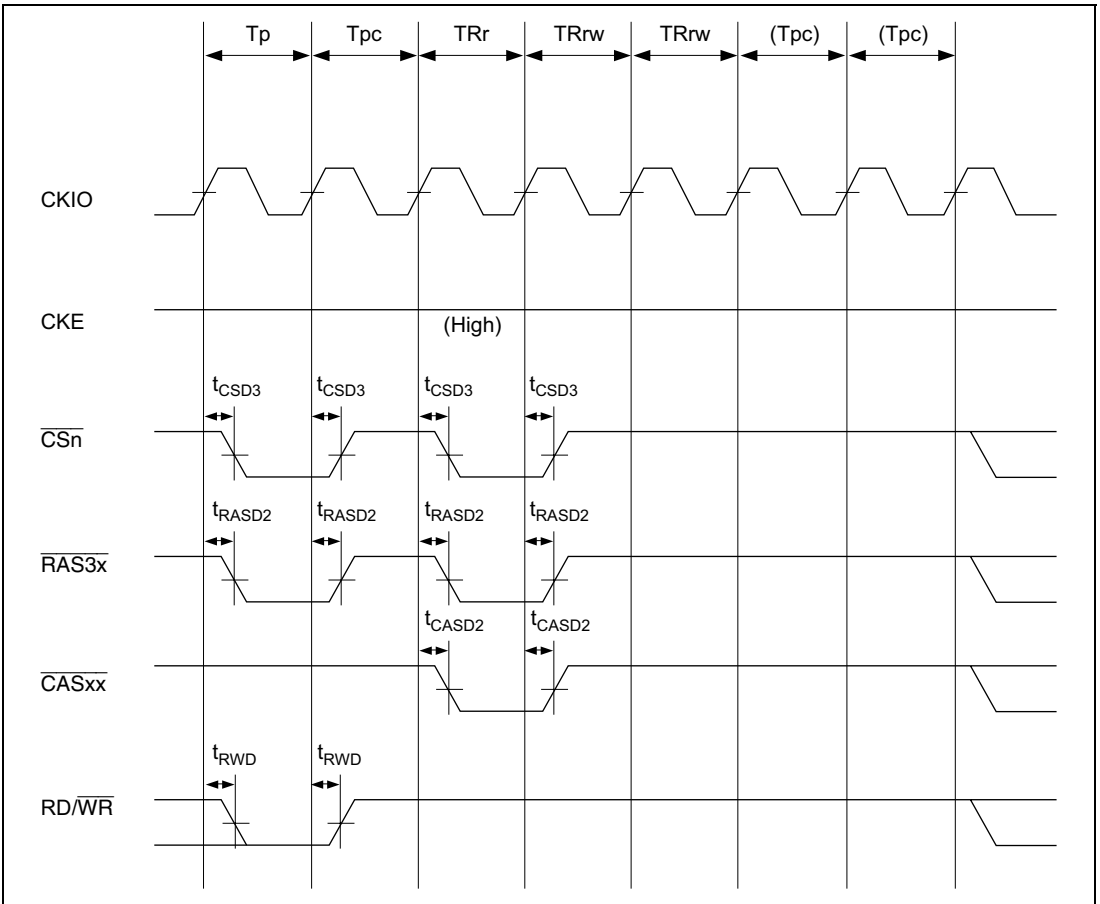 Tp Tpc TRr TRrw TRrw (Tpc) (Tpc)
CKIO
CKE
(High)
tCSD3 tCSD3 tCSD3 tCSD3
CSn
tRASD2 tRASD2 tRASD2 tRASD2
RAS3x
tCASD2 tCASD2
CASxx
tRWD tRWD
RD/WR